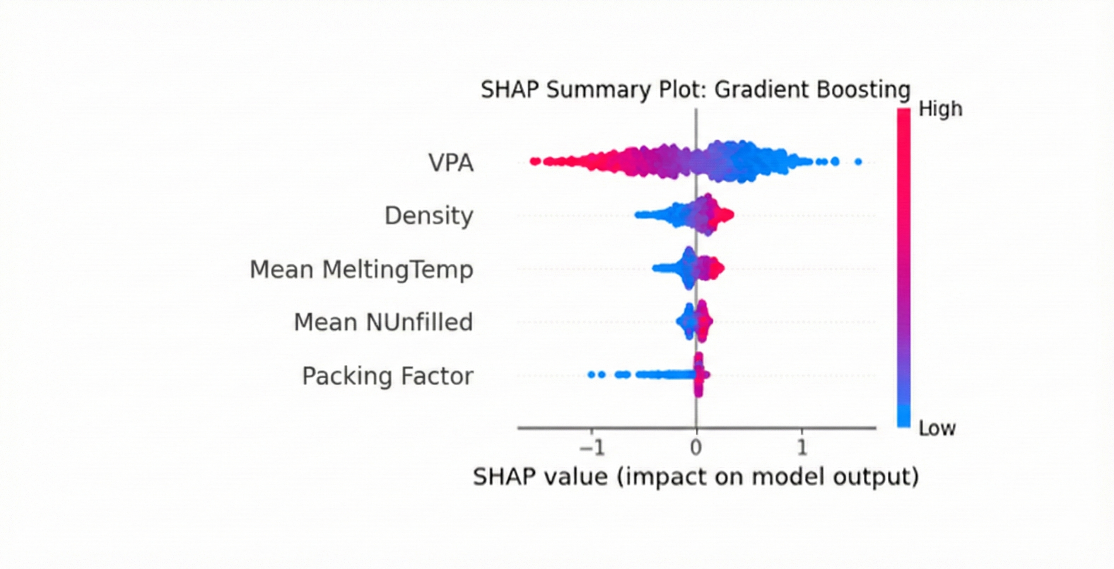 SHAP Summary Plot: Gradient Boosting
High
VPA
Density
Mean MeltingTemp
Mean NUnfilled
Packing Factor
Low
−1 0 1
SHAP value (impact on model output)